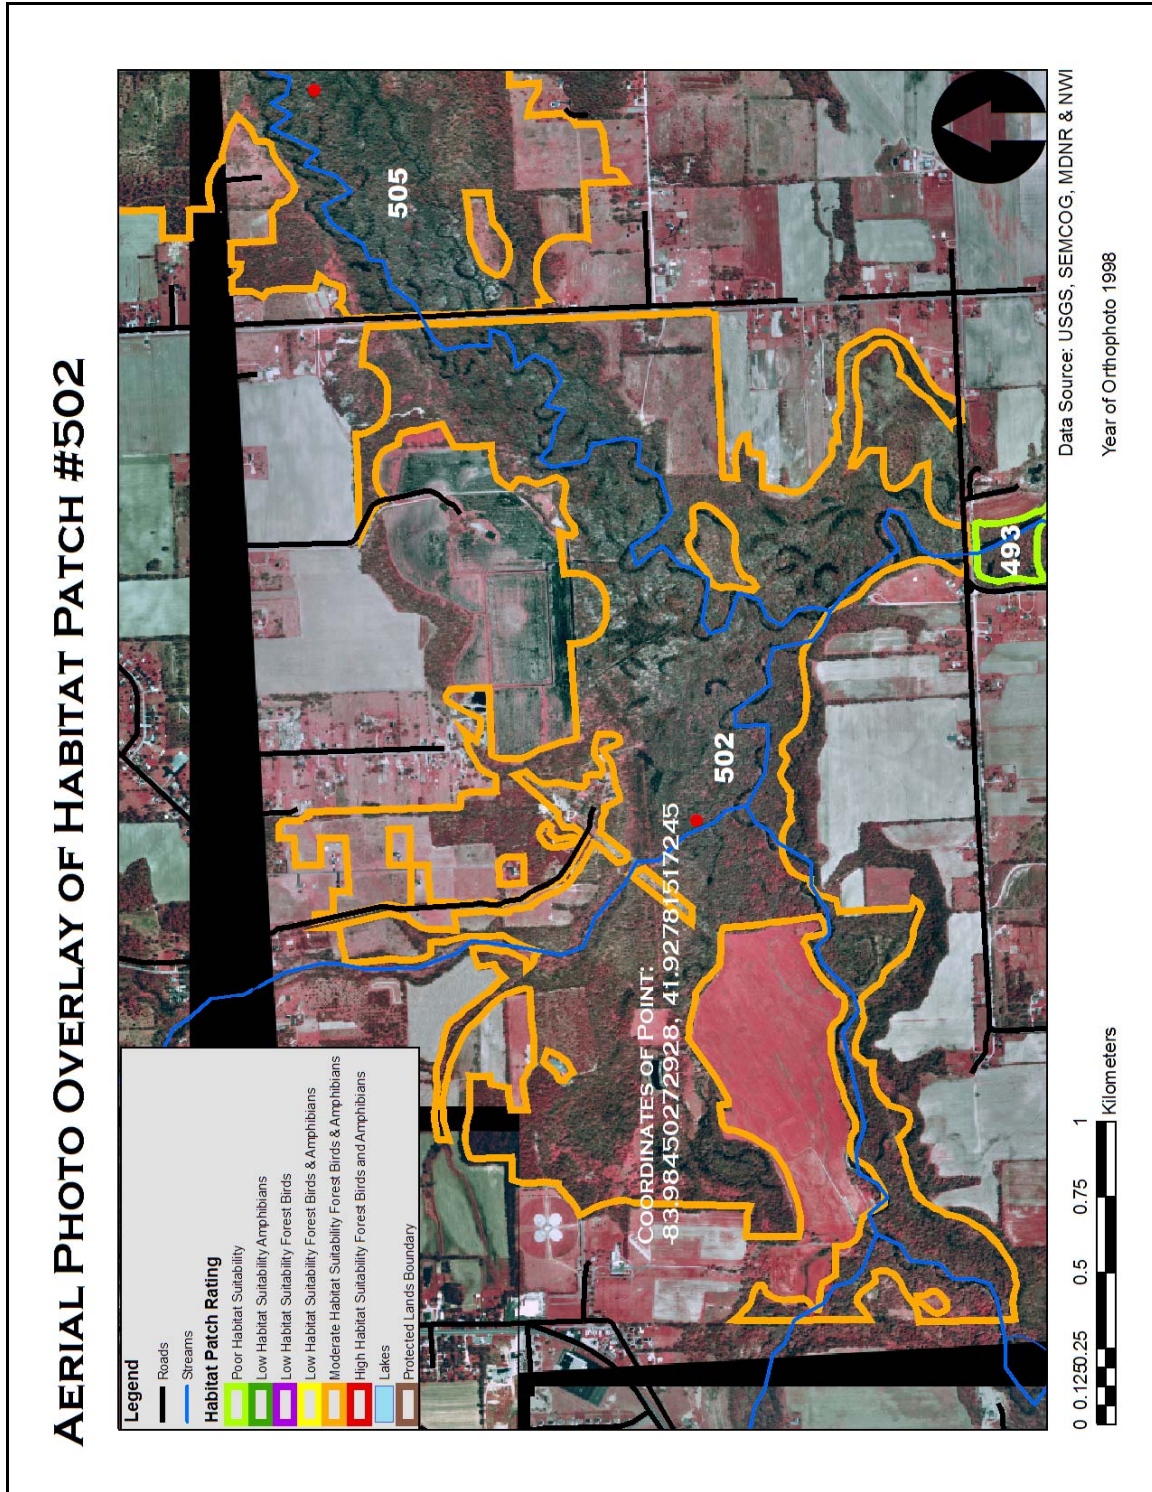 AERIAL PHOTO OVERLAY OF HABITAT PATCH #502
Legend
Roads
Streams
Habitat Patch Rating
Poor Habitat Suitability
Low Habitat Suitability Amphibians
Low Habitat Suitability Forest Birds
Low Habitat Suitability Forest Birds & Amphibians
Moderate Habitat Suitability Forest Birds & Amphibians
High Habitat Suitability Forest Birds and Amphibians
Lakes
Protected Lands Boundary
505
502
COORDINATES OF POINT:
-83.98450272928, 41.92781517245
493
0 0.125 0.25 0.5 0.75 1
Kilometers
Data Source: USGS, SEMCOG, MDNR & NWI
Year of Orthophoto 1998